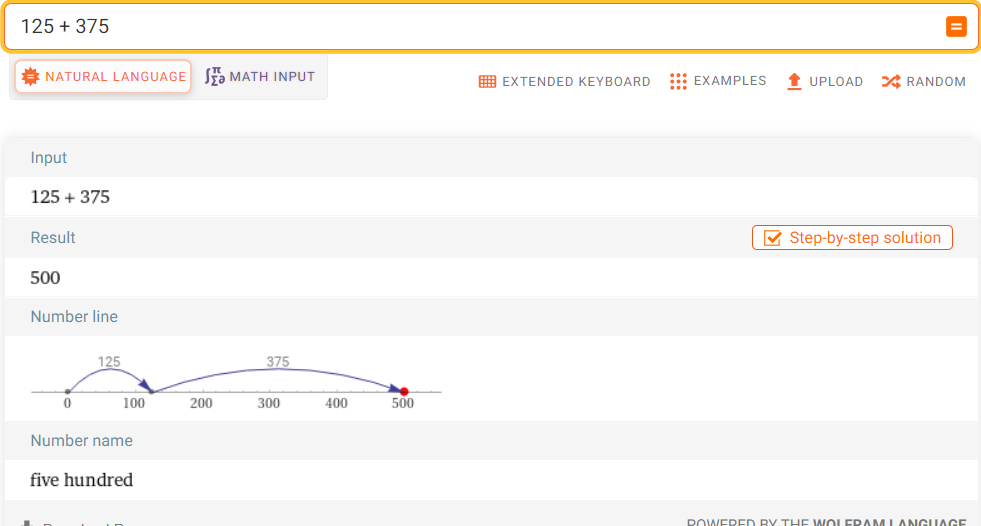 125 + 375
NATURAL LANGUAGE
MATH INPUT
EXTENDED KEYBOARD
EXAMPLES
UPLOAD
RANDOM
Input
125 + 375
Result
Step-by-step solution
500
Number line
125 375
0 100 200 300 400 500
Number name
five hundred
POWERED BY THE WOLFRAM LANGUAGE